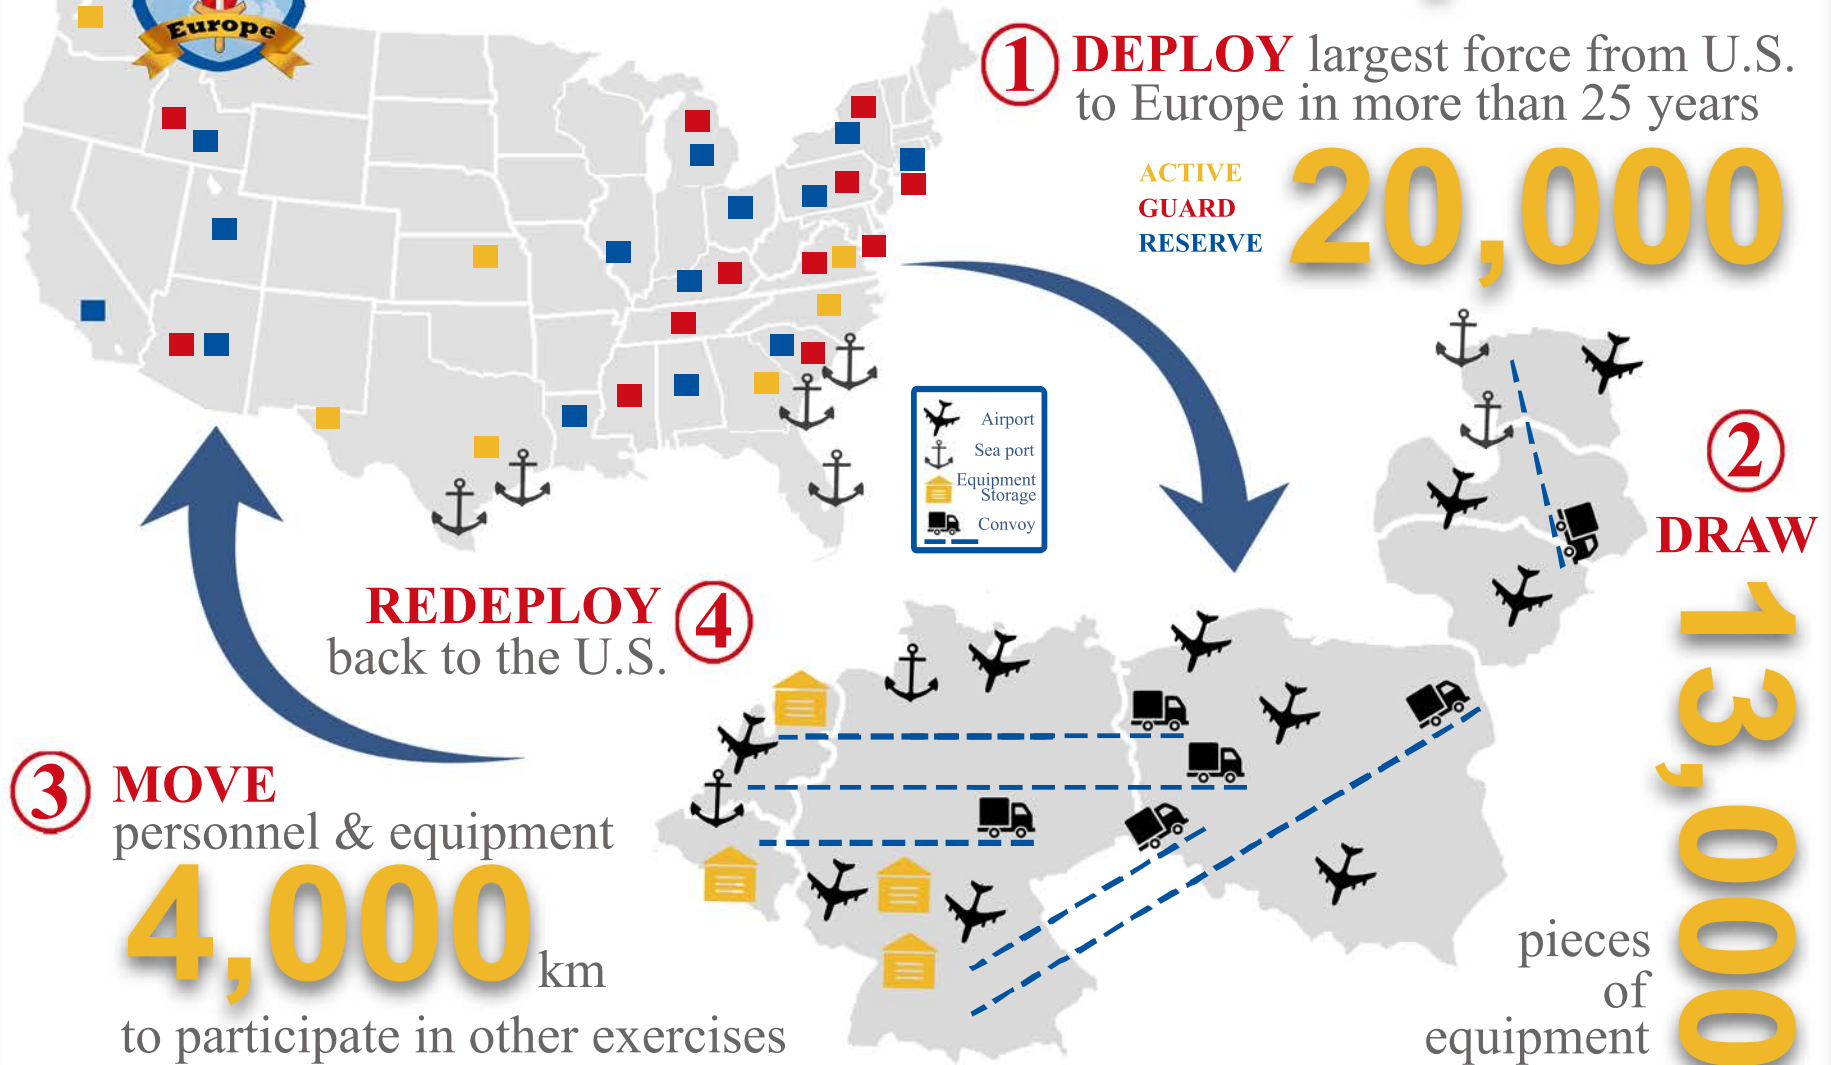 Europe
1 DEPLOY largest force from U.S.
to Europe in more than 25 years
ACTIVE
GUARD
RESERVE
20,000
Airport
Sea port
Equipment
Storage
Convoy
2
DRAW
13,000
pieces
of
equipment
3 MOVE
personnel & equipment
4,000 km
to participate in other exercises
REDEPLOY 4
back to the U.S.